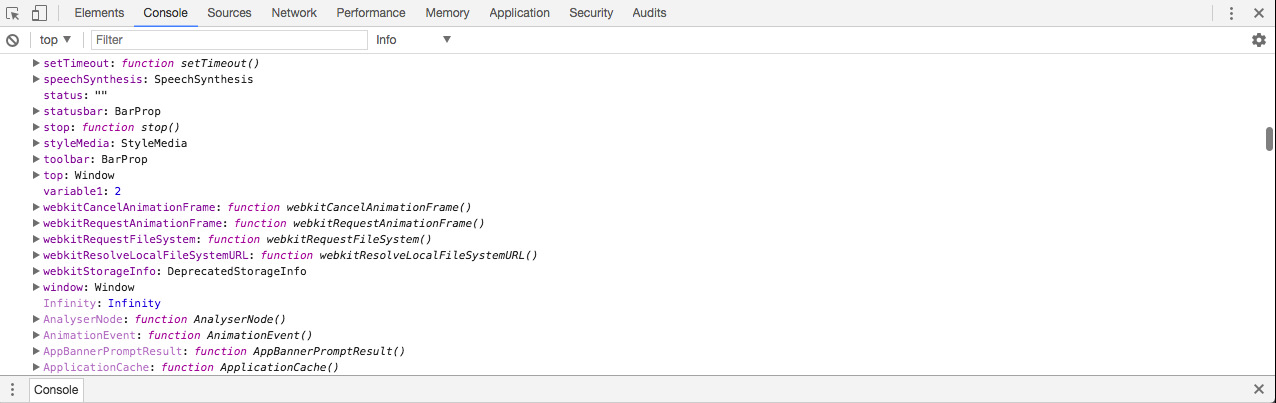 Elements Console Sources Network Performance Memory Application Security Audits
top Filter Info
setTimeout: function setTimeout()
speechSynthesis: SpeechSynthesis
status: ""
statusbar: BarProp
stop: function stop()
styleMedia: StyleMedia
toolbar: BarProp
top: Window
variable1: 2
webkitCancelAnimationFrame: function webkitCancelAnimationFrame()
webkitRequestAnimationFrame: function webkitRequestAnimationFrame()
webkitRequestFileSystem: function webkitRequestFileSystem()
webkitResolveLocalFileSystemURL: function webkitResolveLocalFileSystemURL()
webkitStorageInfo: DeprecatedStorageInfo
window: Window
Infinity: Infinity
AnalyserNode: function AnalyserNode()
AnimationEvent: function AnimationEvent()
AppBannerPromptResult: function AppBannerPromptResult()
ApplicationCache: function ApplicationCache()
Console